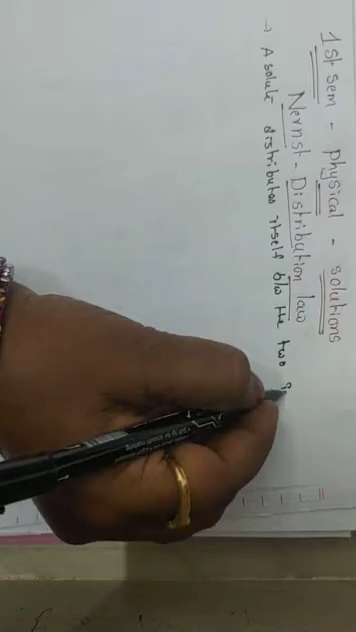 1st sem - physical - solutions
Nernst - Distribution law
→ A solute distributes itself b/w the two